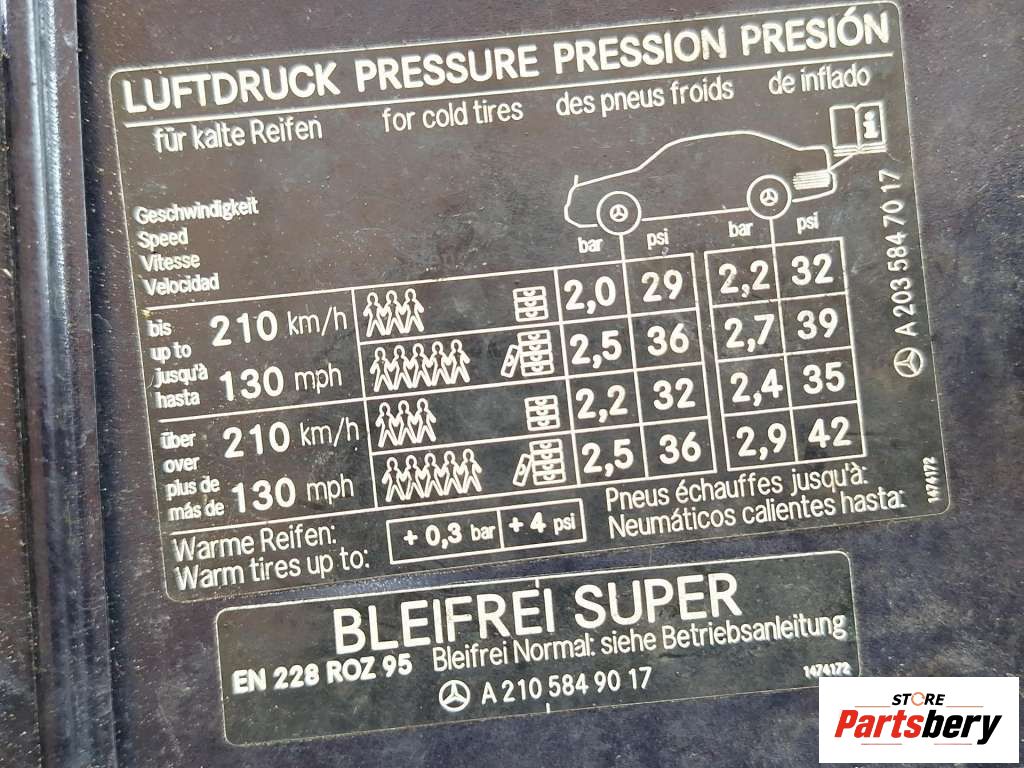 LUFTDRUCK PRESSURE PRESSION PRESIÓN
für kalte Reifen for cold tires des pneus froids de inflado
i
Geschwindigkeit
Speed
Vitesse
Velocidad
bar psi bar psi
bis
up to
jusqu'à
hasta
210 km/h
130 mph
2,0 29 2,2 32
2,5 36 2,7 39
über
over
plus de
más de
210 km/h
130 mph
2,2 32 2,4 35
2,5 36 2,9 42
Warme Reifen:
Warm tires up to:
+ 0,3 bar + 4 psi
Pneus échauffes jusqu'à:
Neumáticos calientes hasta:
A 203 584 70 17
1474172
BLEIFREI SUPER
EN 228 ROZ 95 Bleifrei Normal: siehe Betriebsanleitung
A 210 584 90 17
1474172
STORE
Partsbery